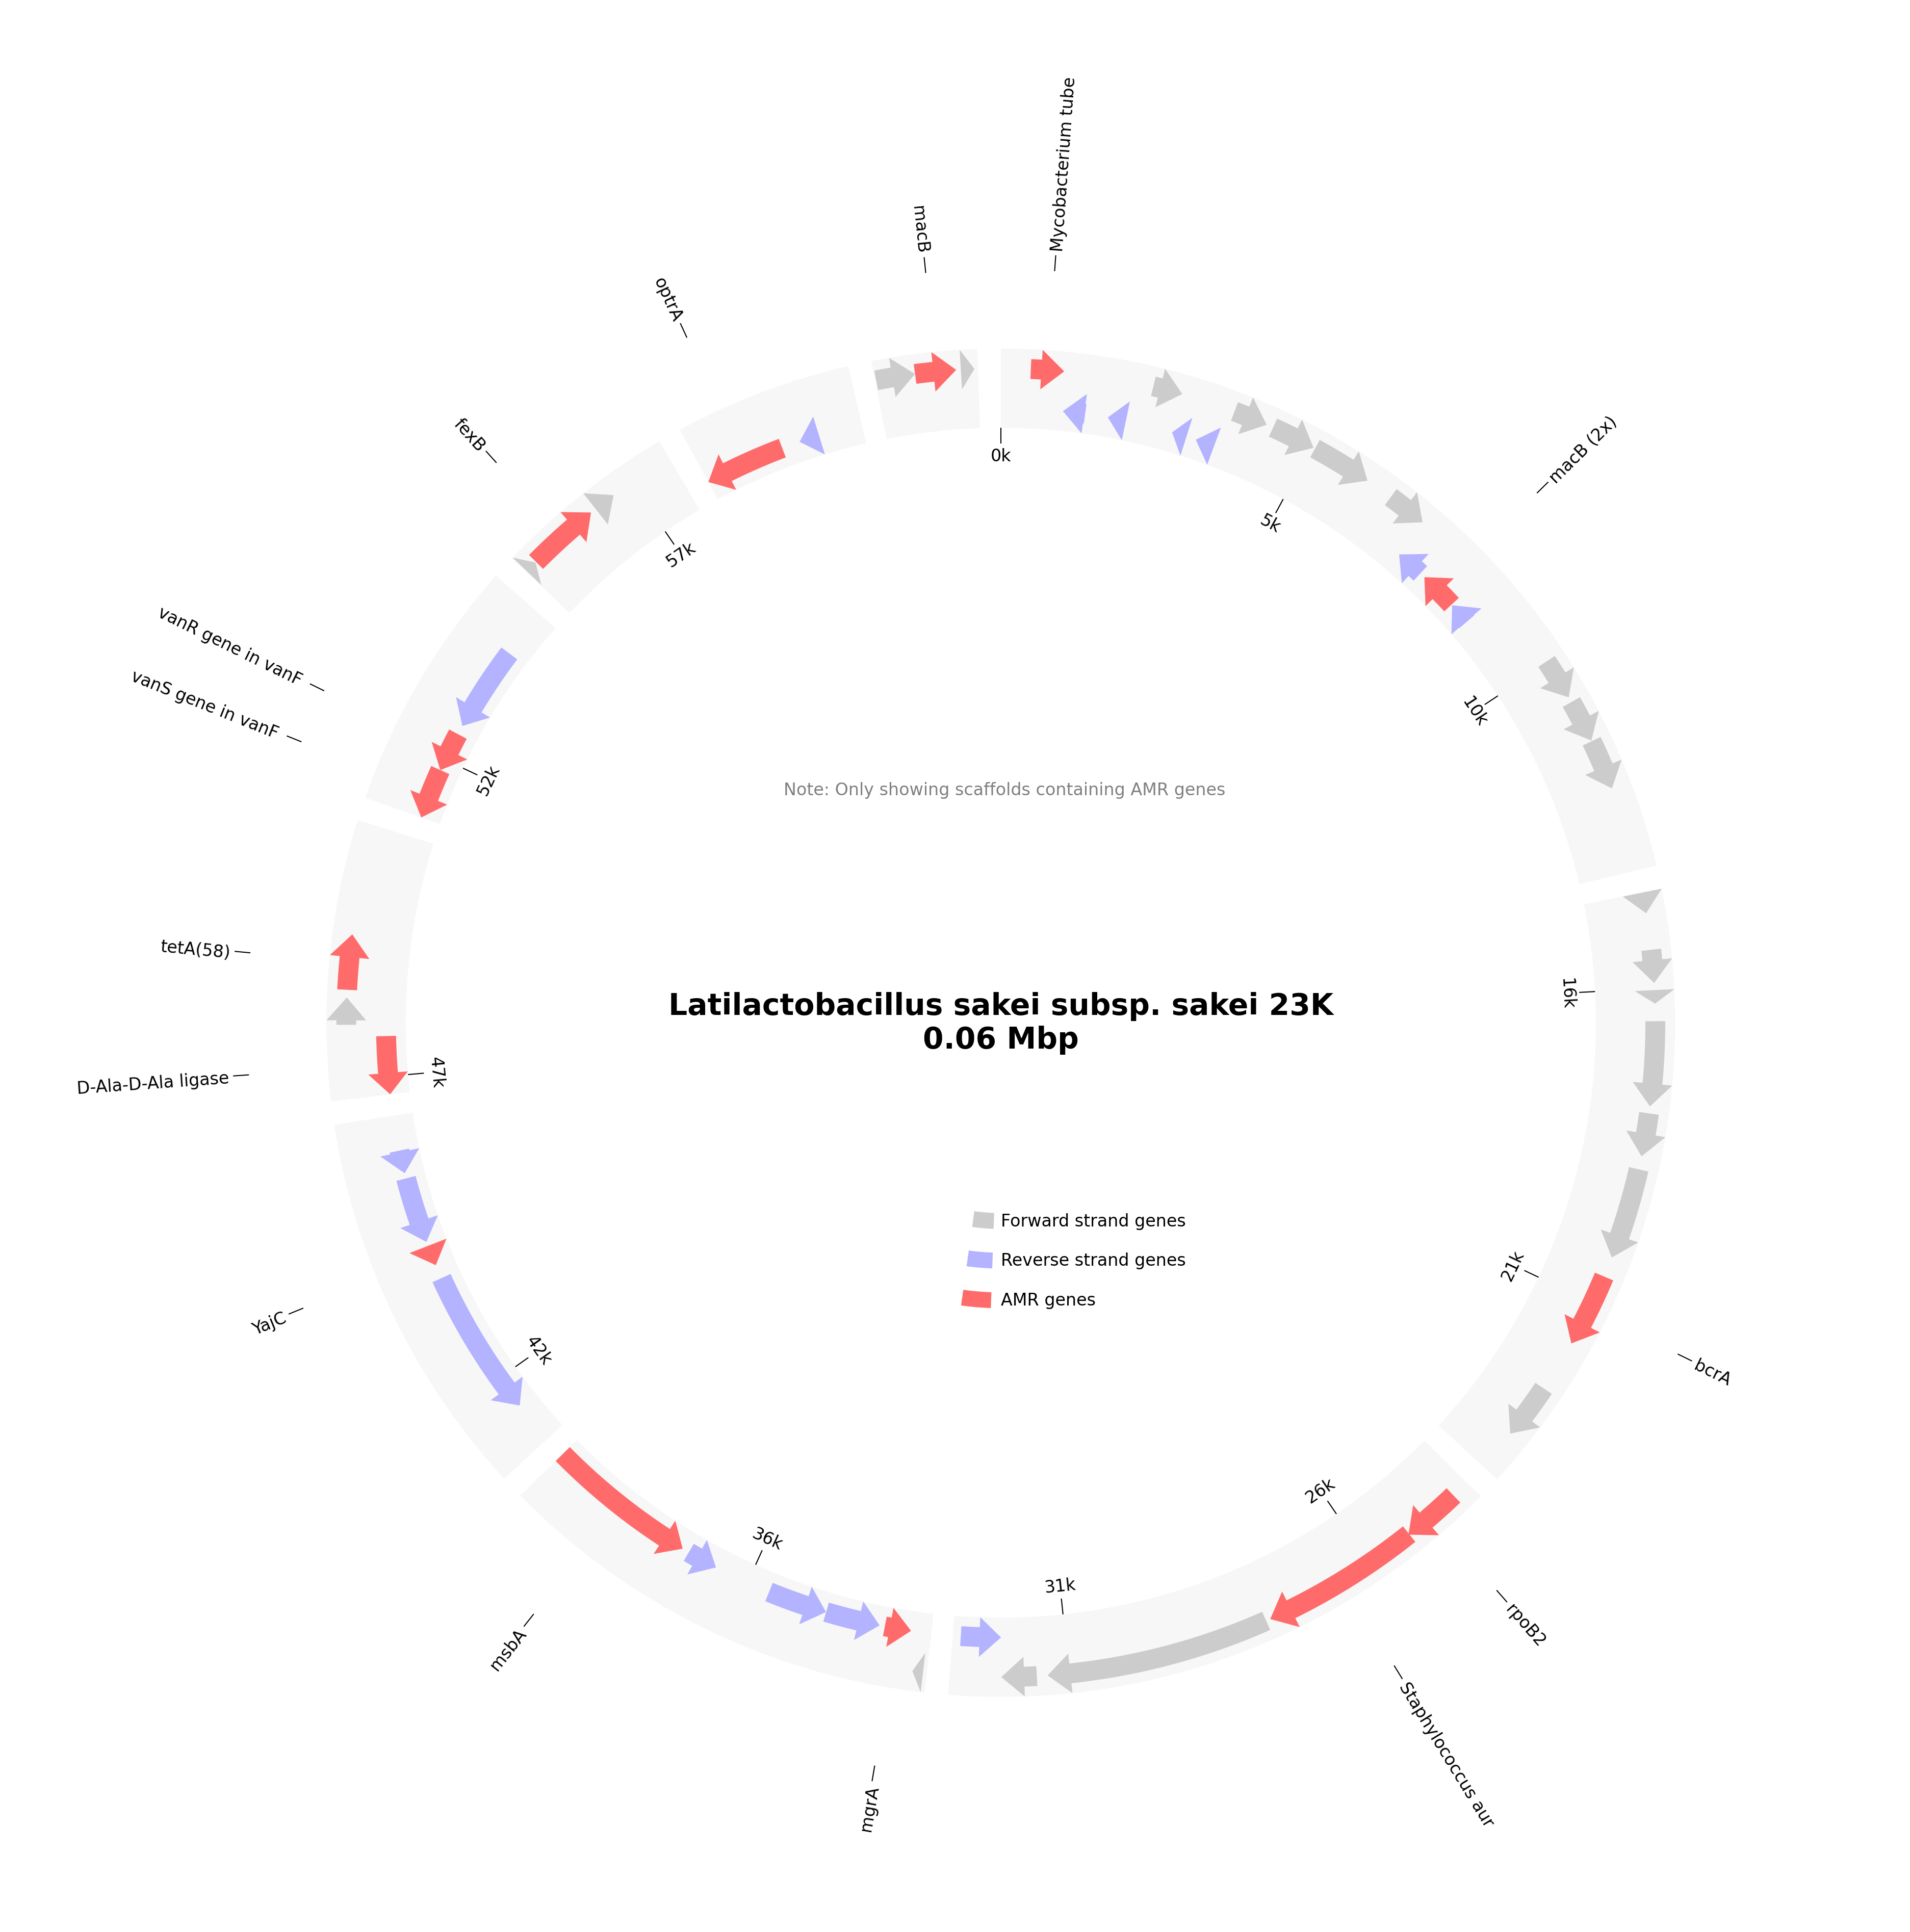 Mycobacterium tube
macB
optrA
macB (2x)
fexB
0k
5k
57k
vanR gene in vanF
vanS gene in vanF
10k
52k
Note: Only showing scaffolds containing AMR genes
tetA(58)
16k
Latilactobacillus sakei subsp. sakei 23K
0.06 Mbp
47k
D-Ala-D-Ala ligase
Forward strand genes
Reverse strand genes
AMR genes
21k
YajC
42k
bcrA
26k
36k
31k
rpoB2
msbA
Staphylococcus aur
mgrA